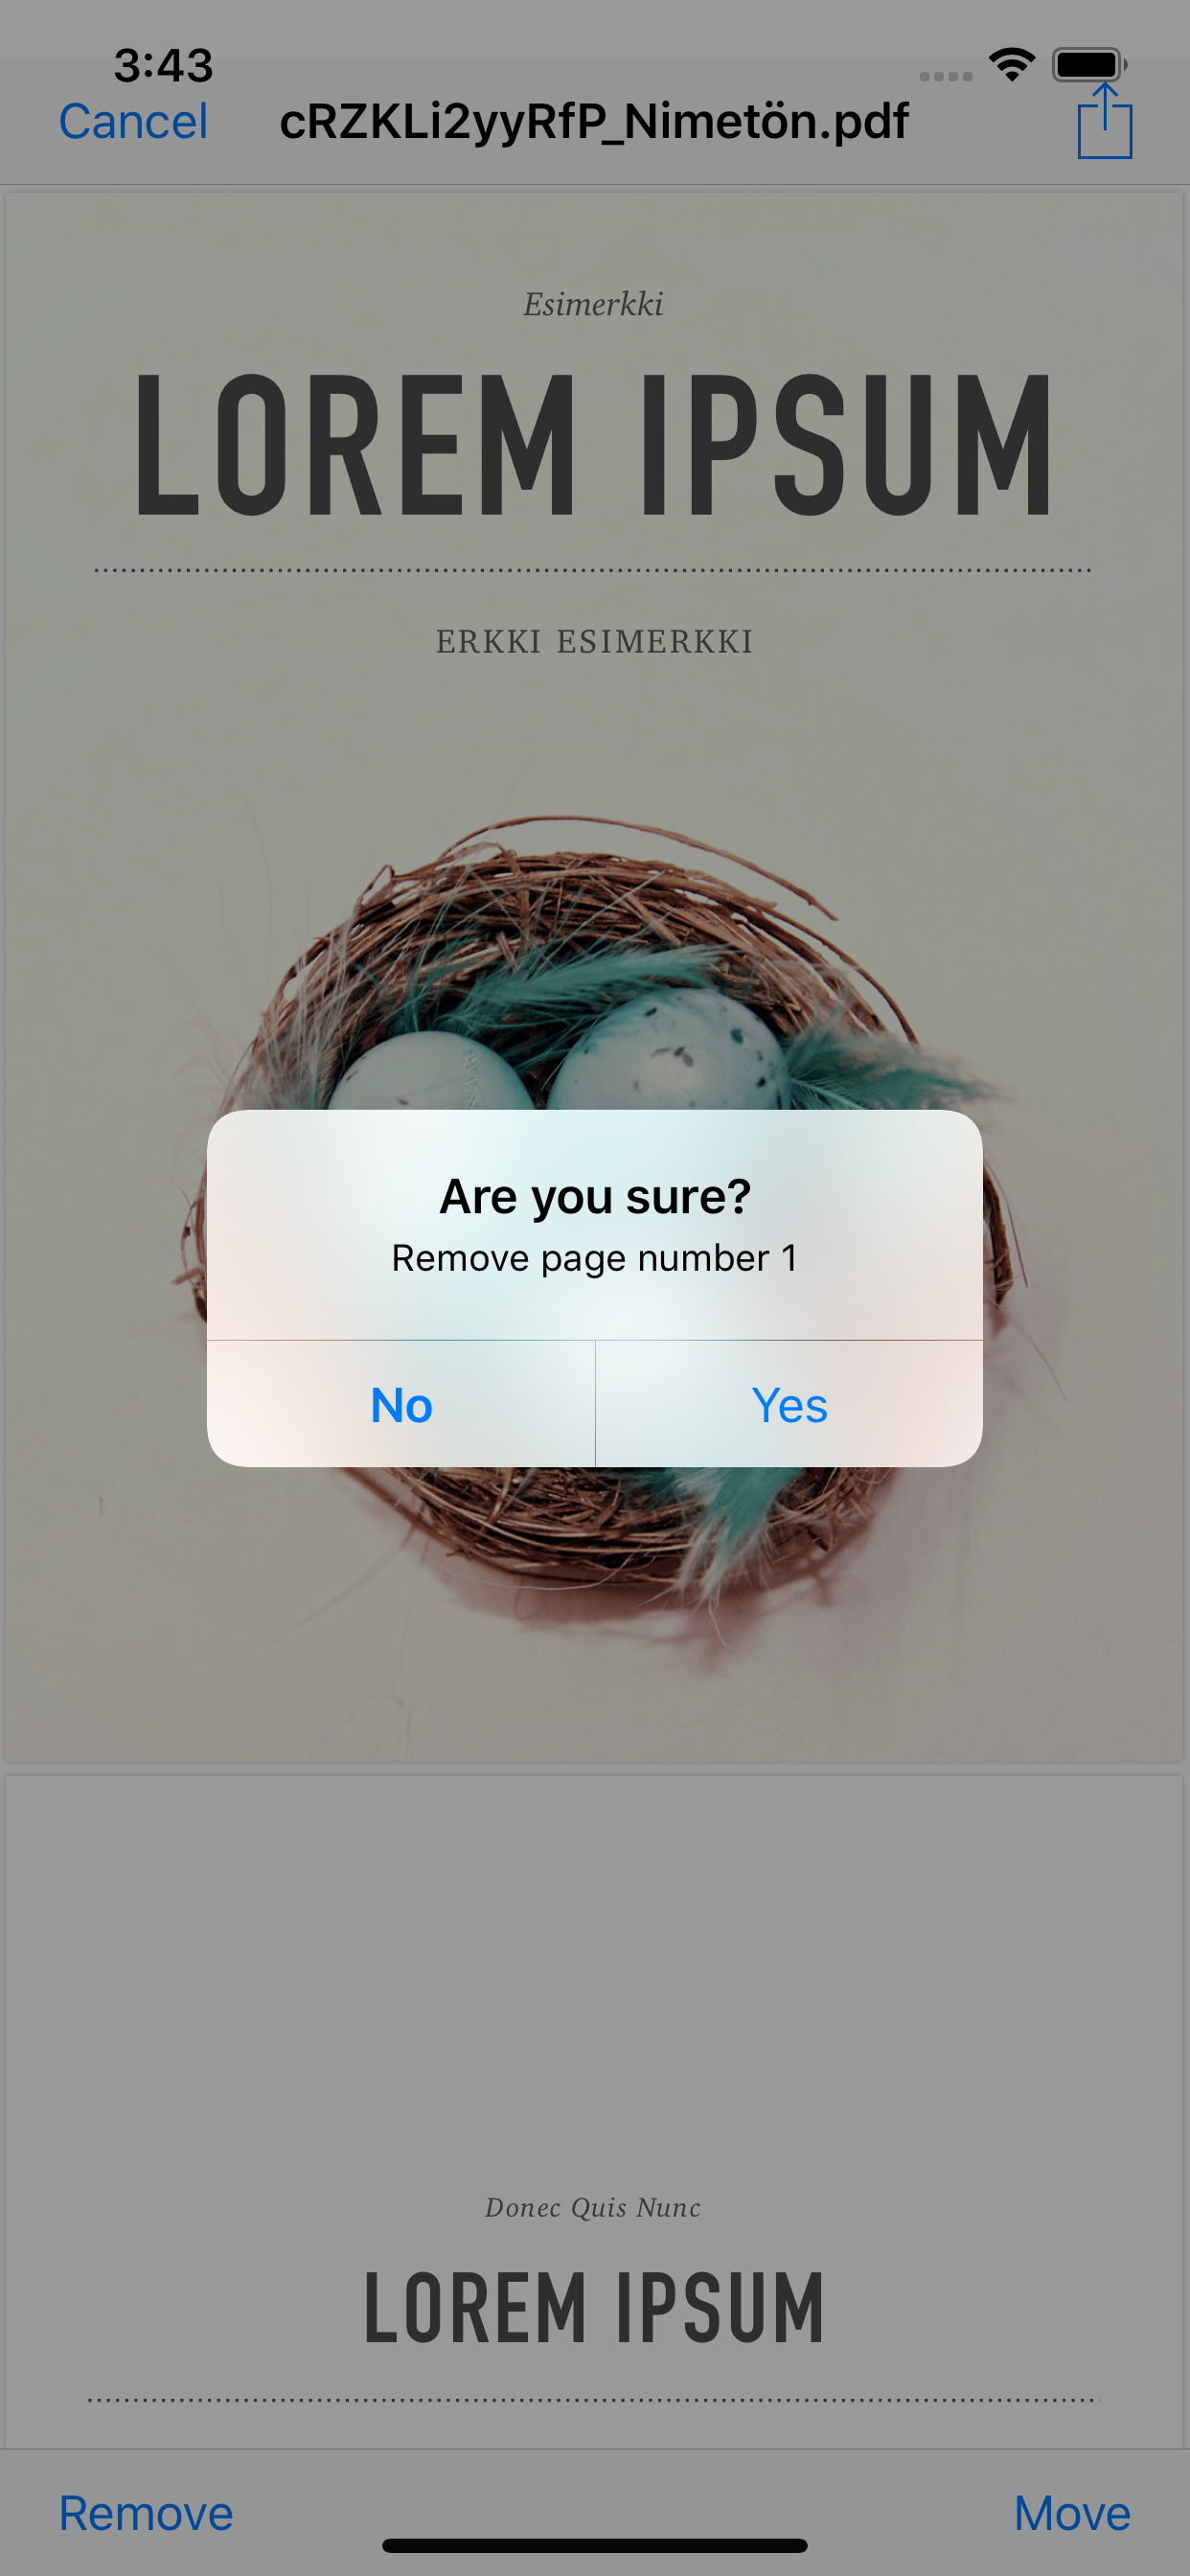 3:43
Cancel cRZKLi2yyRfP_Nimetön.pdf
Esimerkki
LOREM IPSUM
ERKKI ESIMERKKI
Are you sure?
Remove page number 1
No Yes
Donec Quis Nunc
LOREM IPSUM
Remove Move